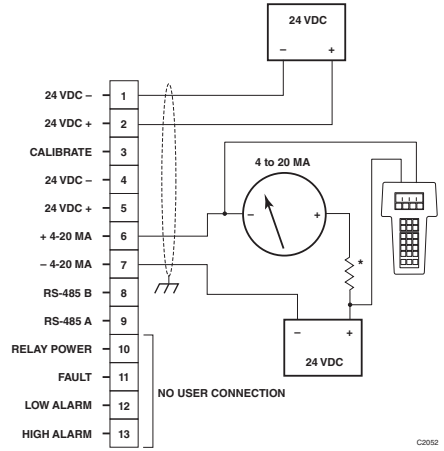 24 VDC
– +
24 VDC – 1
24 VDC + 2
CALIBRATE 3
24 VDC – 4
24 VDC + 5
+ 4-20 MA 6
– 4-20 MA 7
RS-485 B 8
RS-485 A 9
RELAY POWER 10
FAULT 11
LOW ALARM 12
HIGH ALARM 13
4 to 20 MA
– +
*
– +
24 VDC
NO USER CONNECTION
C2052